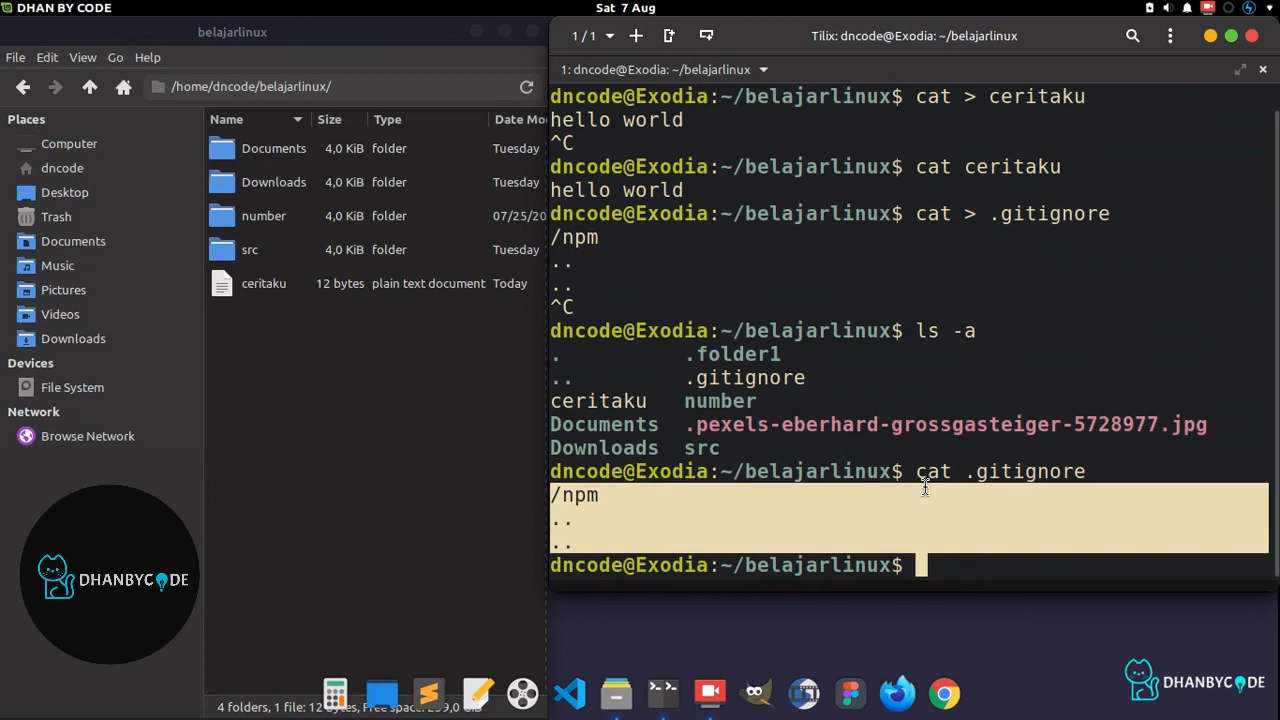 DHAN BY CODE
Sat 7 Aug
belajarlinux
File Edit View Go Help
/home/dncode/belajarlinux/
Places
Computer
dncode
Desktop
Trash
Documents
Music
Pictures
Videos
Downloads
Devices
File System
Network
Browse Network
Name Size Type Date Mo
Documents 4,0 KiB folder Tuesday
Downloads 4,0 KiB folder Tuesday
number 4,0 KiB folder 07/25/20
src 4,0 KiB folder Tuesday
ceritaku 12 bytes plain text document Today
DHANBYCODE
4 folders, 1 file: 12 bytes, Free space:
1 / 1
Tilix: dncode@Exodia: ~/belajarlinux
1: dncode@Exodia: ~/belajarlinux
dncode@Exodia:~/belajarlinux$ cat > ceritaku
hello world
^C
dncode@Exodia:~/belajarlinux$ cat ceritaku
hello world
dncode@Exodia:~/belajarlinux$ cat > .gitignore
/npm
..
..
^C
dncode@Exodia:~/belajarlinux$ ls -a
. .folder1
.. .gitignore
ceritaku number
Documents .pexels-eberhard-grossgasteiger-5728977.jpg
Downloads src
dncode@Exodia:~/belajarlinux$ cat .gitignore
/npm
..
..
dncode@Exodia:~/belajarlinux$
DHANBYCODE